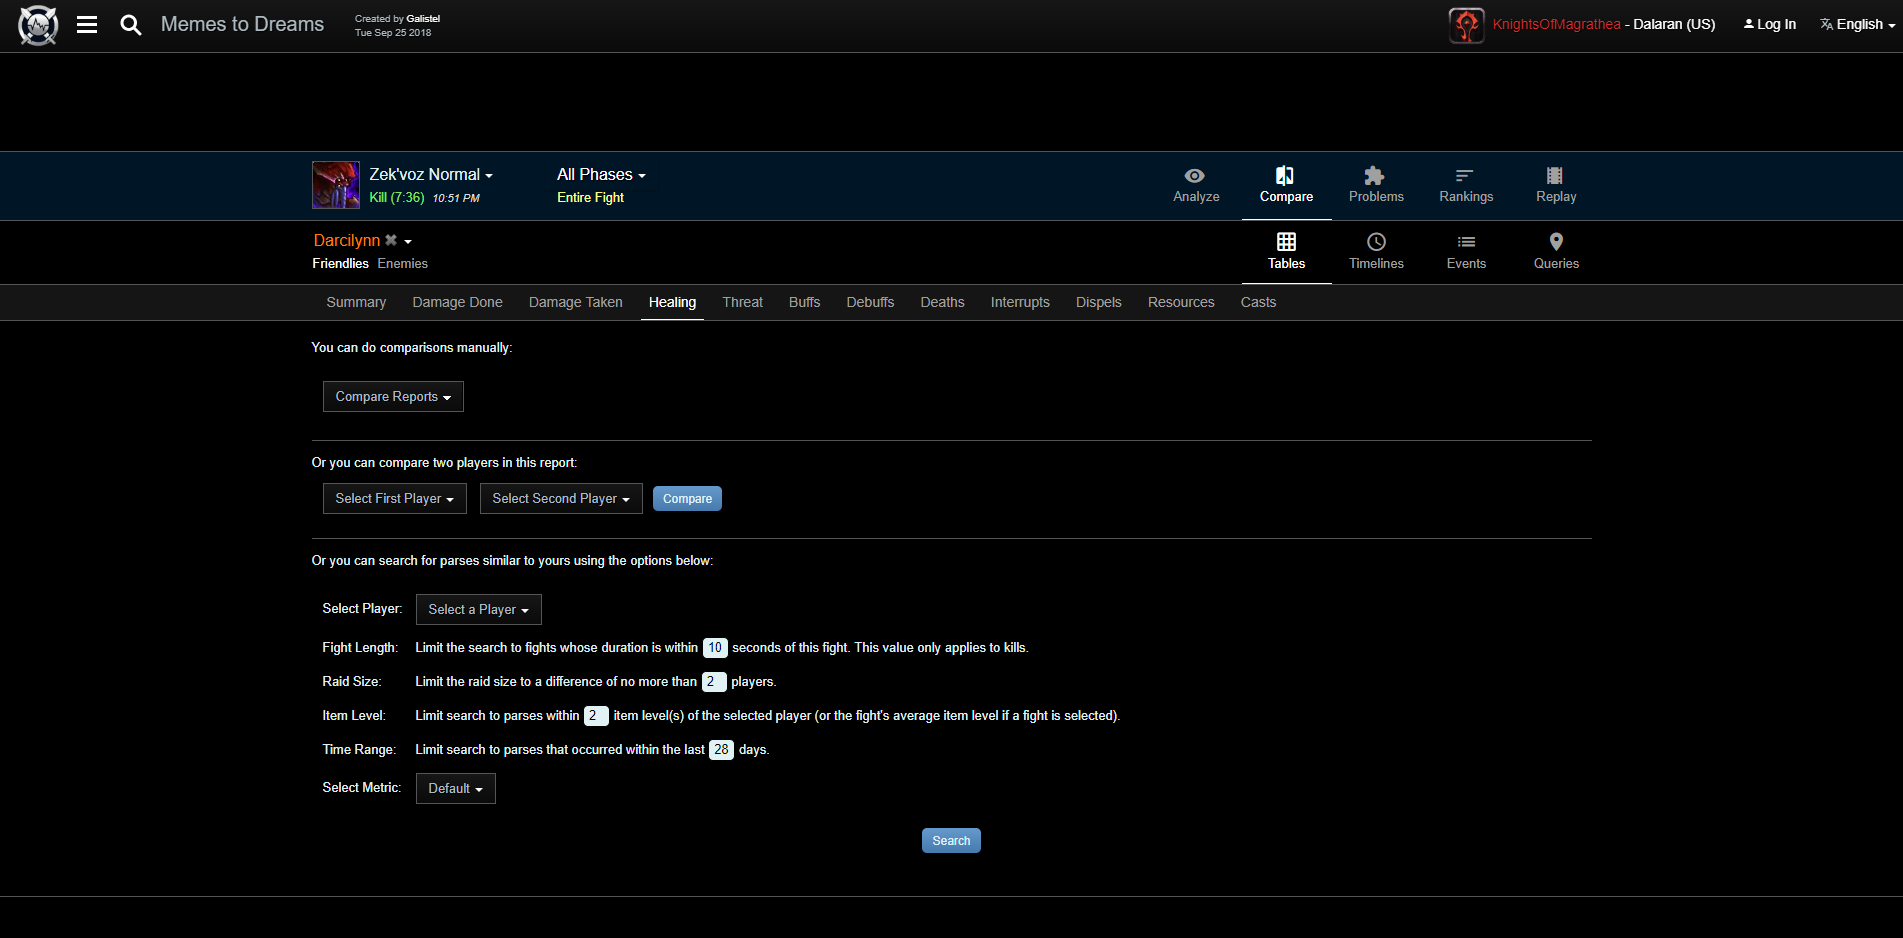 Memes to Dreams
Created by Galistel
Tue Sep 25 2018
KnightsOfMagrathea - Dalaran (US)
Log In
English
Zek'voz Normal
Kill (7:36) 10:51 PM
All Phases
Entire Fight
Analyze
Compare
Problems
Rankings
Replay
Darcilynn
Friendlies Enemies
Tables
Timelines
Events
Queries
Summary Damage Done Damage Taken Healing Threat Buffs Debuffs Deaths Interrupts Dispels Resources Casts
You can do comparisons manually:
Compare Reports
Or you can compare two players in this report:
Select First Player Select Second Player Compare
Or you can search for parses similar to yours using the options below:
Select Player: Select a Player
Fight Length: Limit the search to fights whose duration is within 10 seconds of this fight. This value only applies to kills.
Raid Size: Limit the raid size to a difference of no more than 2 players.
Item Level: Limit search to parses within 2 item level(s) of the selected player (or the fight's average item level if a fight is selected).
Time Range: Limit search to parses that occurred within the last 28 days.
Select Metric: Default
Search